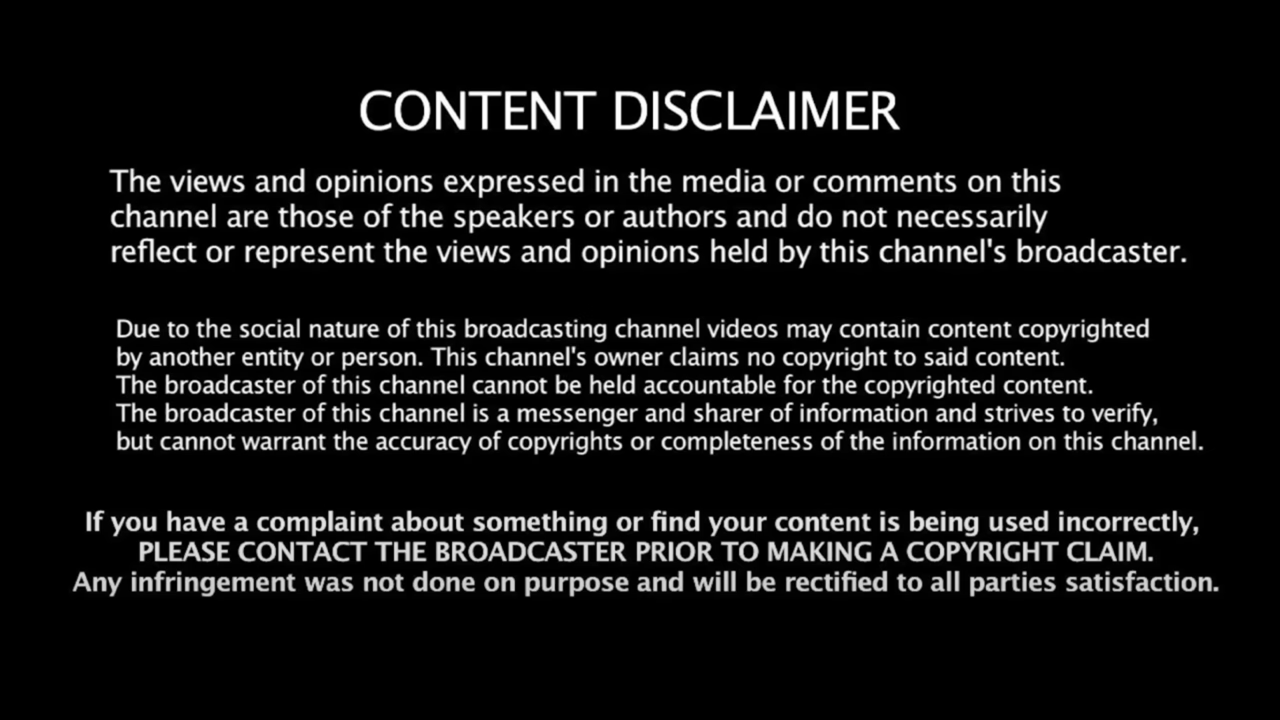 CONTENT DISCLAIMER
The views and opinions expressed in the media or comments on this
channel are those of the speakers or authors and do not necessarily
reflect or represent the views and opinions held by this channel's broadcaster.
Due to the social nature of this broadcasting channel videos may contain content copyrighted
by another entity or person. This channel's owner claims no copyright to said content.
The broadcaster of this channel cannot be held accountable for the copyrighted content.
The broadcaster of this channel is a messenger and sharer of information and strives to verify,
but cannot warrant the accuracy of copyrights or completeness of the information on this channel.
If you have a complaint about something or find your content is being used incorrectly,
PLEASE CONTACT THE BROADCASTER PRIOR TO MAKING A COPYRIGHT CLAIM.
Any infringement was not done on purpose and will be rectified to all parties satisfaction.